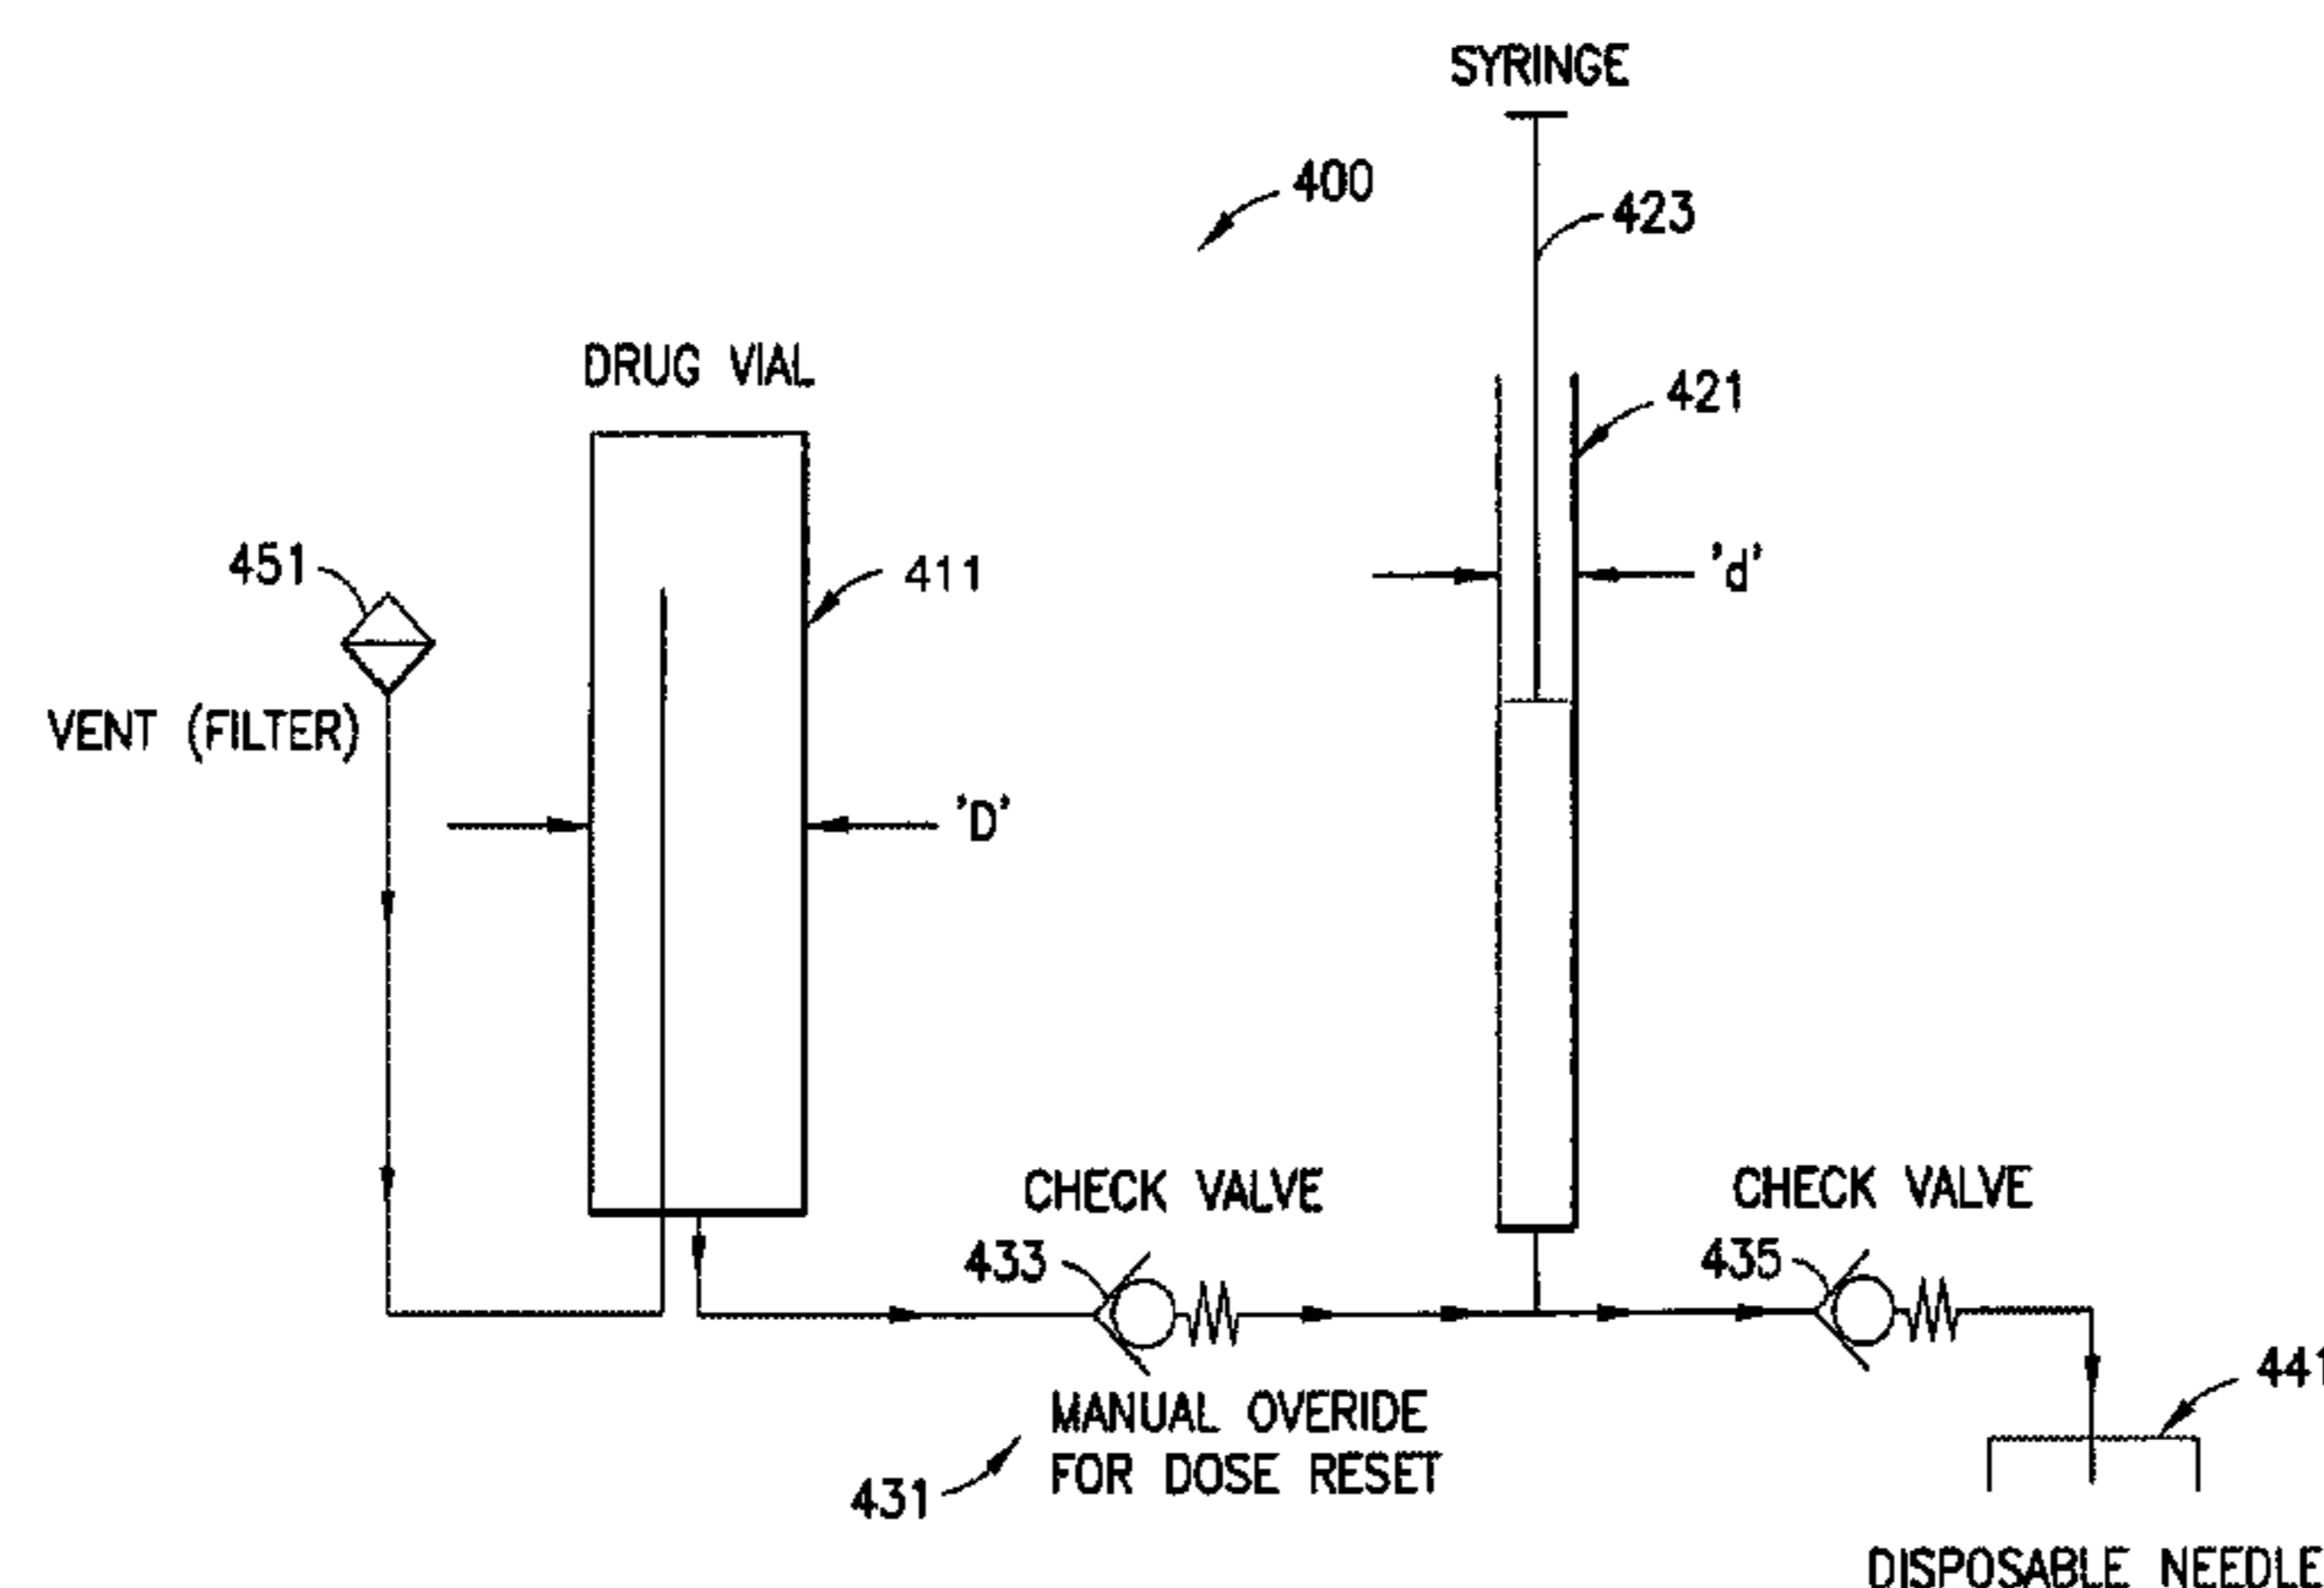 SYRINGE
400
423
DRUG VIAL
421
451
411
'd'
VENT (FILTER)
'D'
CHECK VALVE
CHECK VALVE
433
435
441
MANUAL OVERIDE
FOR DOSE RESET
431
DISPOSABLE NEEDLE